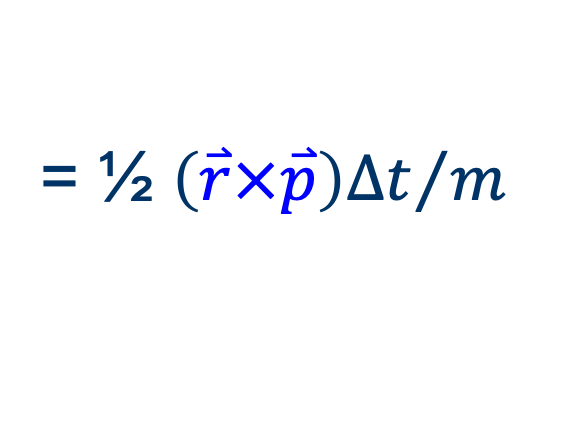 = ½ (r⃗×p⃗)Δt/m